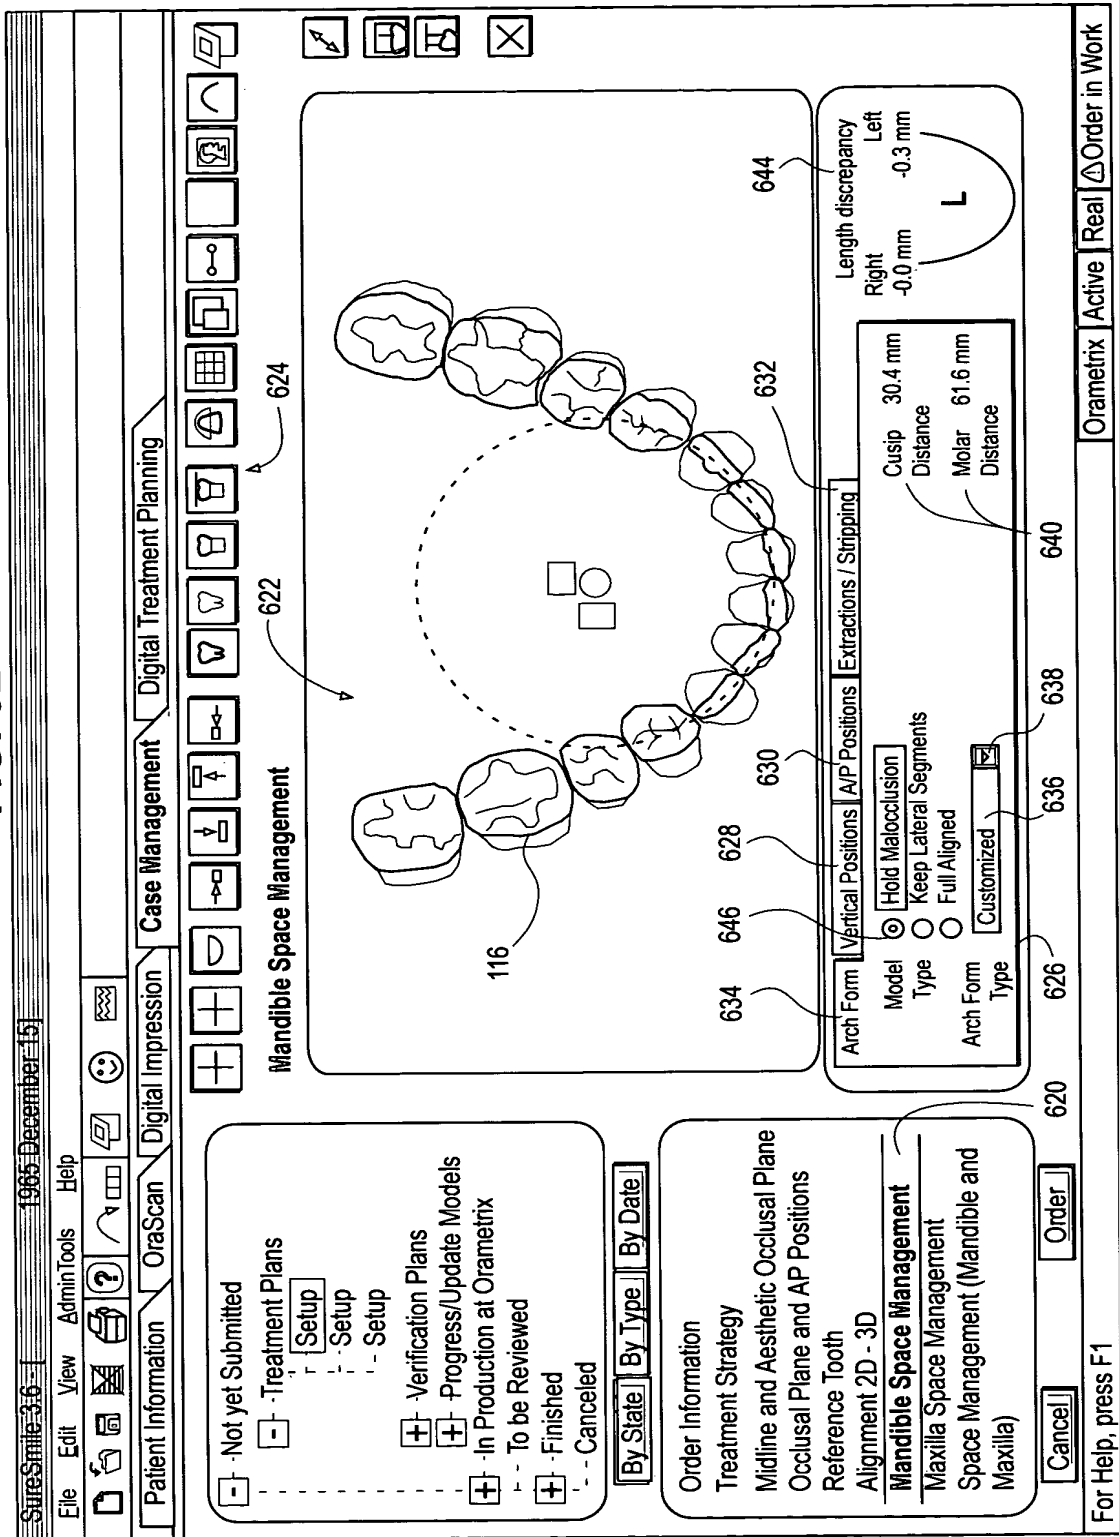 SureSmile 3.6 - [ 1965 December 15]
File Edit View Admin Tools Help
Patient Information OraScan Digital Impression Case Management Digital Treatment Planning
Not yet Submitted
Treatment Plans
Setup
Setup
Setup
Verification Plans
Progress/Update Models
In Production at Orametrix
To be Reviewed
Finished
Canceled
By State By Type By Date
Order Information
Treatment Strategy
Midline and Aesthetic Occlusal Plane
Occlusal Plane and AP Positions
Reference Tooth
Alignment 2D - 3D
Mandible Space Management
Maxilla Space Management
Space Management (Mandible and
Maxilla)
620
Cancel Order
Mandible Space Management
622
624
116
634
646
628
630
632
644
Arch Form Vertical Positions A/P Positions Extractions / Stripping
Model
Type
Hold Malocclusion
Keep Lateral Segments
Full Aligned
Arch Form
Type
Customized
Cusip
Distance
30.4 mm
Molar
Distance
61.6 mm
Length discrepancy
Right Left
-0.0 mm -0.3 mm
L
626
636
638
640
For Help, press F1 Orametrix Active Real Order in Work